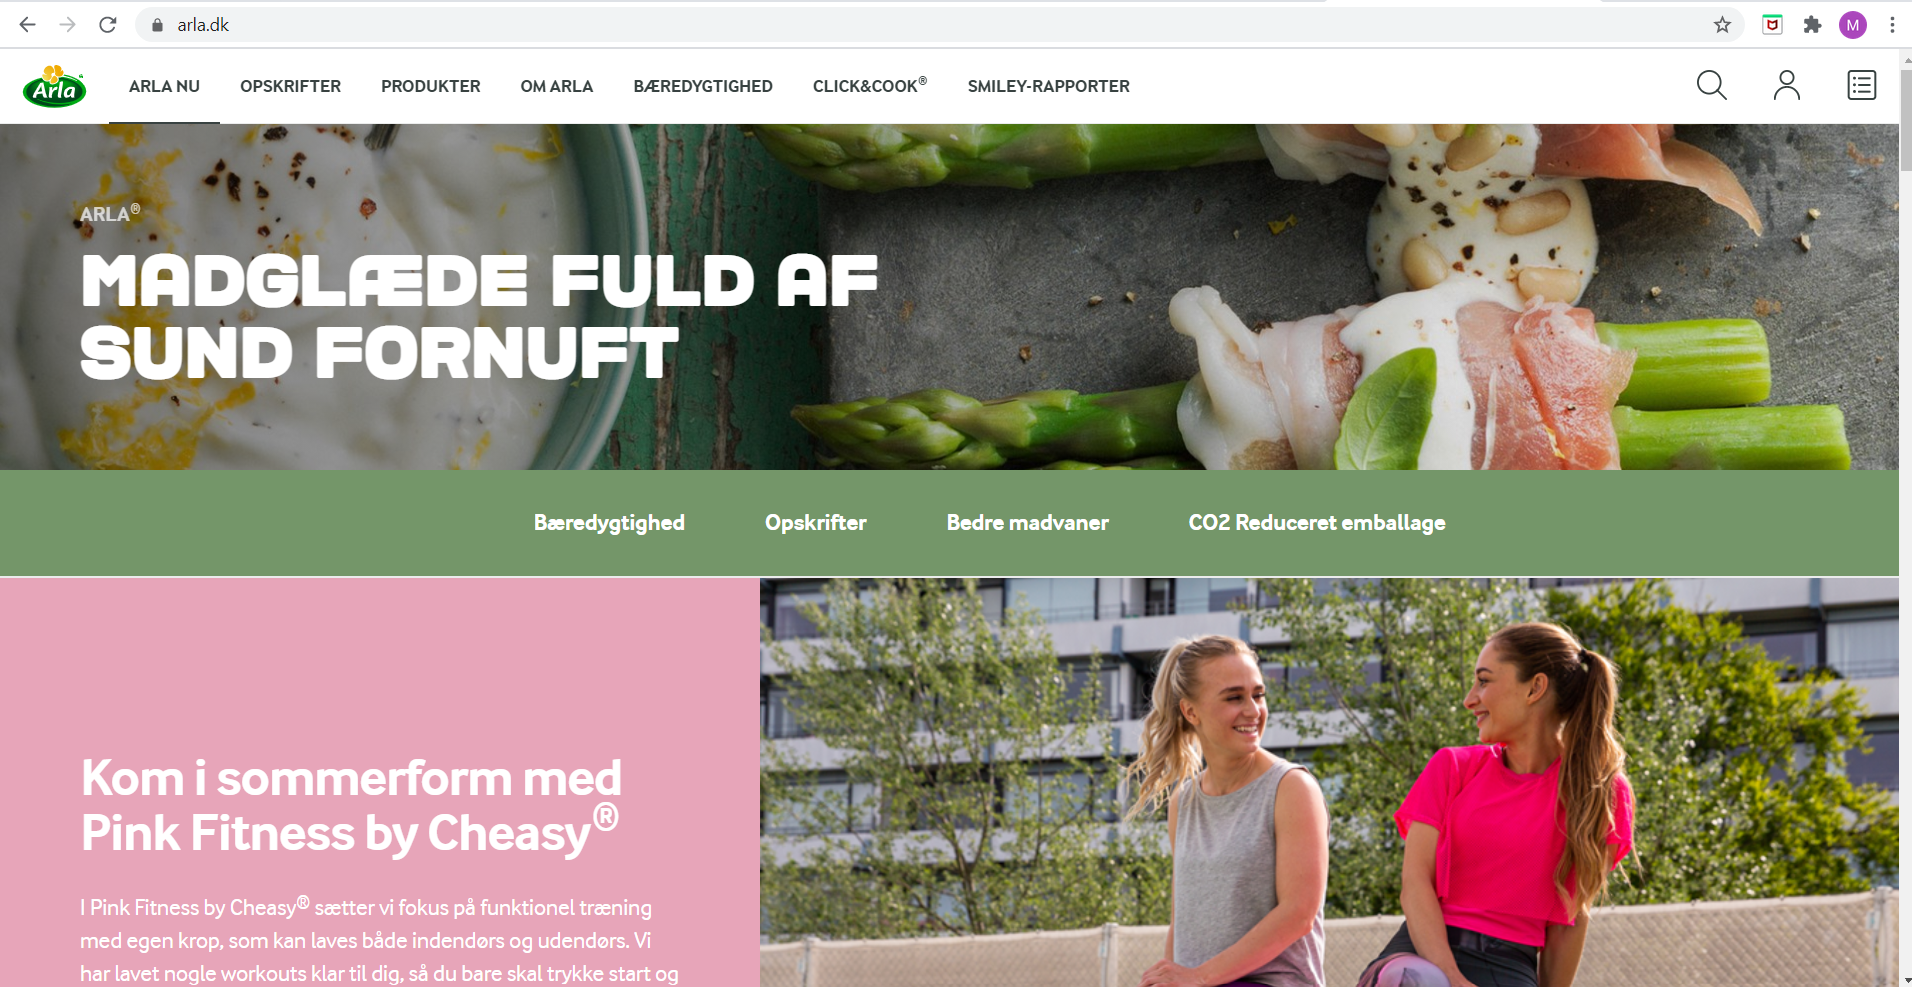 arla.dk
M
Arla
ARLA NU
OPSKRIFTER
PRODUKTER
OM ARLA
BÆREDYGTIGHED
CLICK&COOK®
SMILEY-RAPPORTER
ARLA®
MADGLÆDE FULD AF
SUND FORNUFT
Bæredygtighed
Opskrifter
Bedre madvaner
CO2 Reduceret emballage
Kom i sommerform med
Pink Fitness by Cheasy®
I Pink Fitness by Cheasy® sætter vi fokus på funktionel træning
med egen krop, som kan laves både indendørs og udendørs. Vi
har lavet nogle workouts klar til dig, så du bare skal trykke start og